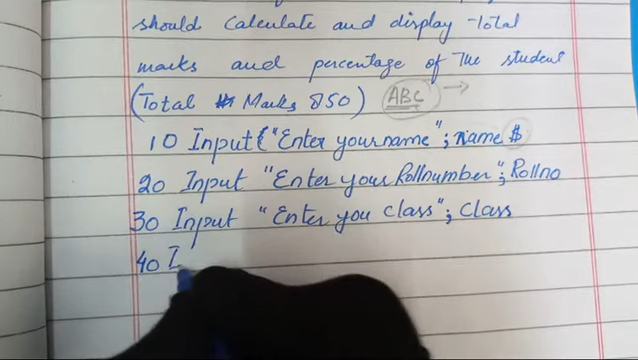 should calculate and display Total
marks and percentage of the student
(Total Marks 850) ABC →
10 Input "Enter your name"; Name $
20 Input "Enter your Rollnumber"; Rollno
30 Input "Enter you class"; Class
40 I